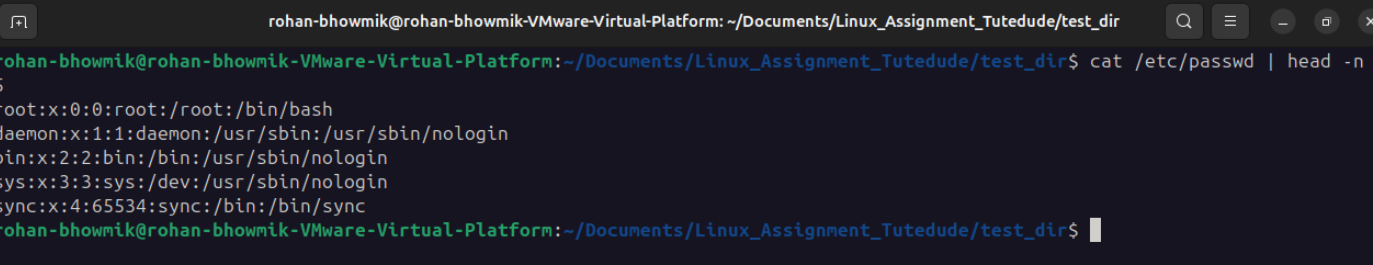 rohan-bhowmik@rohan-bhowmik-VMware-Virtual-Platform: ~/Documents/Linux_Assignment_Tutedude/test_dir
rohan-bhowmik@rohan-bhowmik-VMware-Virtual-Platform:~/Documents/Linux_Assignment_Tutedude/test_dir$ cat /etc/passwd | head -n
5
root:x:0:0:root:/root:/bin/bash
daemon:x:1:1:daemon:/usr/sbin:/usr/sbin/nologin
bin:x:2:2:bin:/bin:/usr/sbin/nologin
sys:x:3:3:sys:/dev:/usr/sbin/nologin
sync:x:4:65534:sync:/bin:/bin/sync
rohan-bhowmik@rohan-bhowmik-VMware-Virtual-Platform:~/Documents/Linux_Assignment_Tutedude/test_dir$